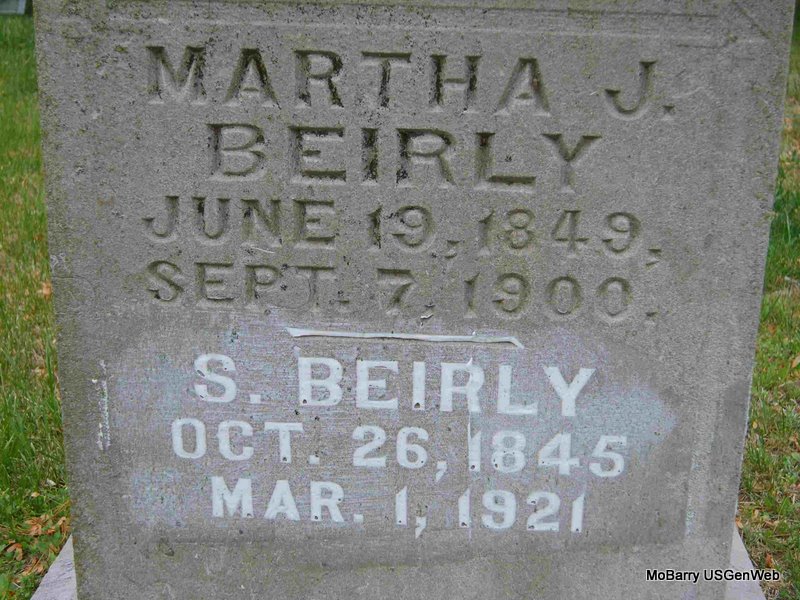 MARTHA J.
BEIRLY
JUNE 19, 1849,
SEPT. 7, 1900.
S. BEIRLY
OCT. 26, 1845
MAR. 1, 1921
MoBarry USGenWeb